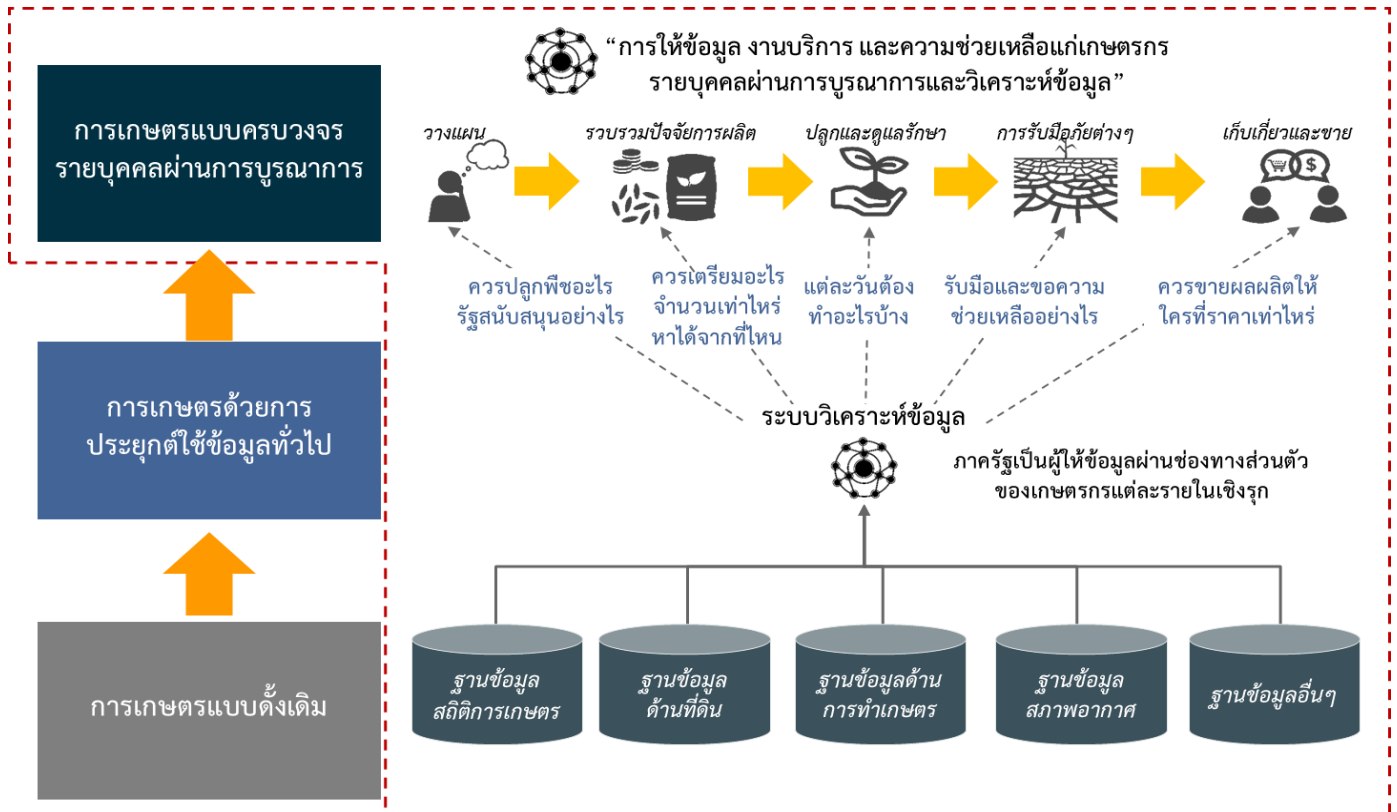 “การให้ข้อมูล งานบริการ และความช่วยเหลือแก่เกษตรกร
รายบุคคลผ่านการบูรณาการและวิเคราะห์ข้อมูล”
การเกษตรแบบครบวงจร
รายบุคคลผ่านการบูรณาการ
วางแผน
รวบรวมปัจจัยการผลิต
ปลูกและดูแลรักษา
การรับมือภัยต่างๆ
เก็บเกี่ยวและขาย
$
ควรปลูกพืชอะไร
รัฐสนับสนุนอย่างไร
ควรเตรียมอะไร
จำนวนเท่าไหร่
หาได้จากที่ไหน
แต่ละวันต้อง
ทำอะไรบ้าง
รับมือและขอความ
ช่วยเหลืออย่างไร
ควรขายผลผลิตให้
ใครที่ราคาเท่าไหร่
การเกษตรด้วยการ
ประยุกต์ใช้ข้อมูลทั่วไป
ระบบวิเคราะห์ข้อมูล
ภาครัฐเป็นผู้ให้ข้อมูลผ่านช่องทางส่วนตัว
ของเกษตรกรแต่ละรายในเชิงรุก
การเกษตรแบบดั้งเดิม
ฐานข้อมูล
สถิติการเกษตร
ฐานข้อมูล
ด้านที่ดิน
ฐานข้อมูลด้าน
การทำเกษตร
ฐานข้อมูล
สภาพอากาศ
ฐานข้อมูลอื่นๆ